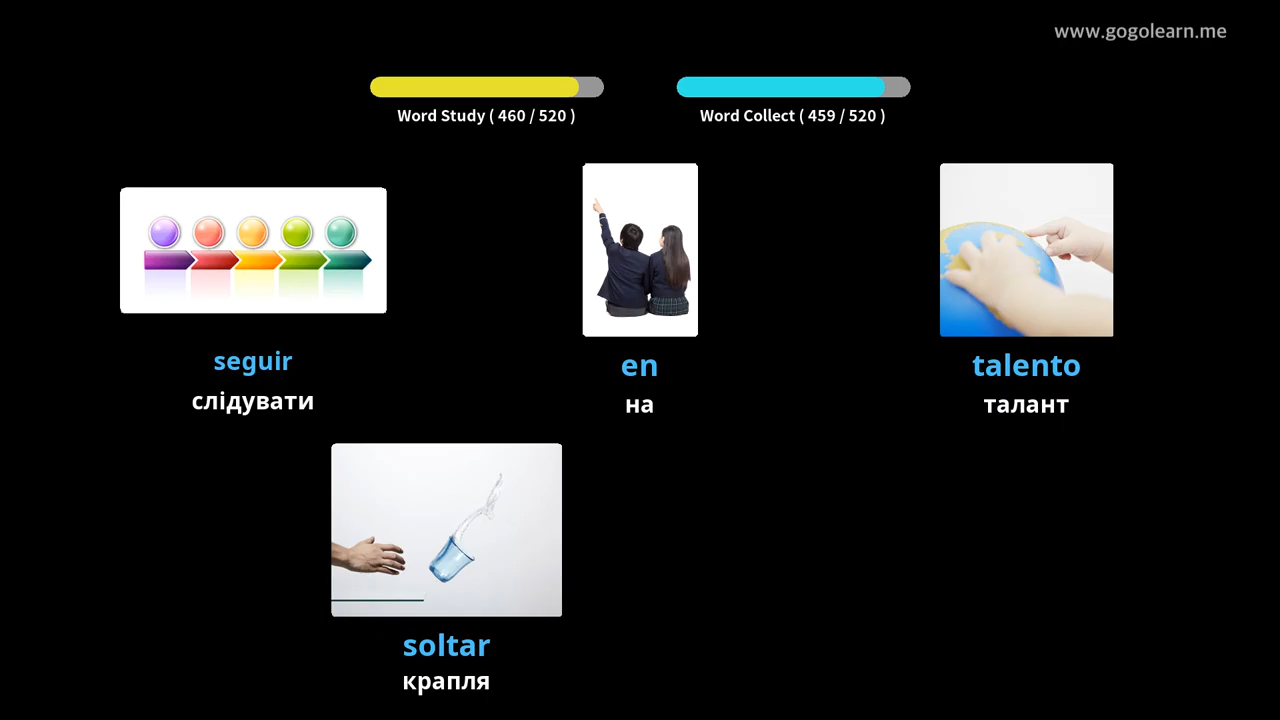 www.gogolearn.me
Word Study ( 460 / 520 )
Word Collect ( 459 / 520 )
seguir
слідувати
en
на
talento
талант
soltar
крапля